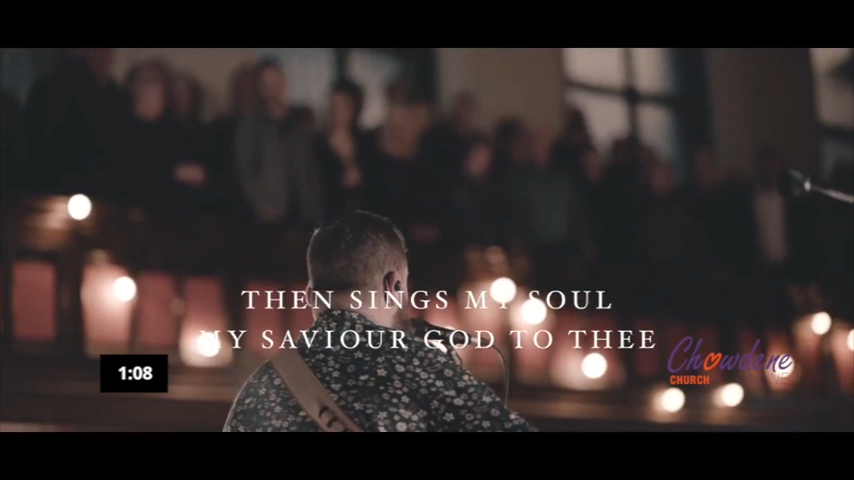 THEN SINGS MY SOUL
MY SAVIOUR GOD TO THEE
1:08
Chowdene
CHURCH